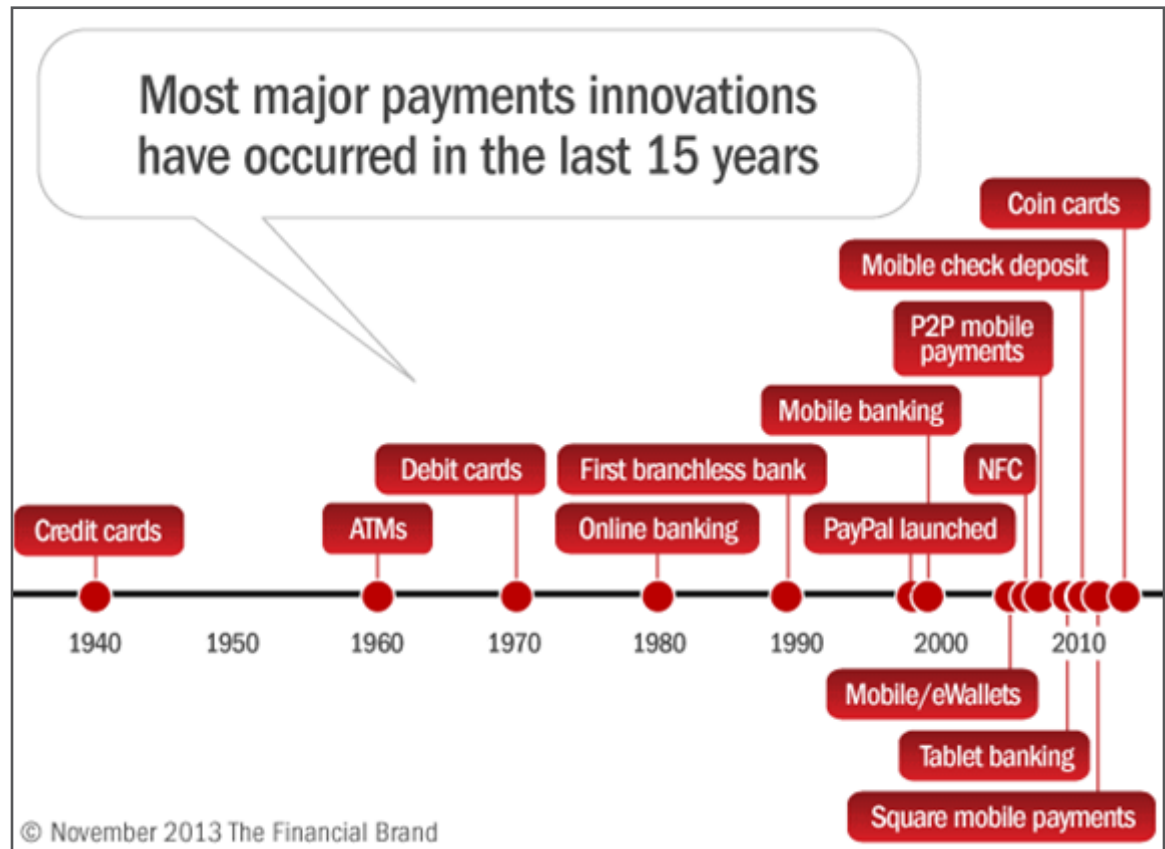 Most major payments innovations
have occurred in the last 15 years
Coin cards
Moible check deposit
P2P mobile
payments
Mobile banking
Debit cards
First branchless bank
NFC
Credit cards
ATMs
Online banking
PayPal launched
1940
1950
1960
1970
1980
1990
2000
2010
Mobile/eWallets
Tablet banking
Square mobile payments
© November 2013 The Financial Brand